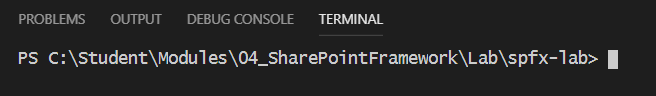 PROBLEMS OUTPUT DEBUG CONSOLE TERMINAL
PS C:\Student\Modules\04_SharePointFramework\Lab\spfx-lab>